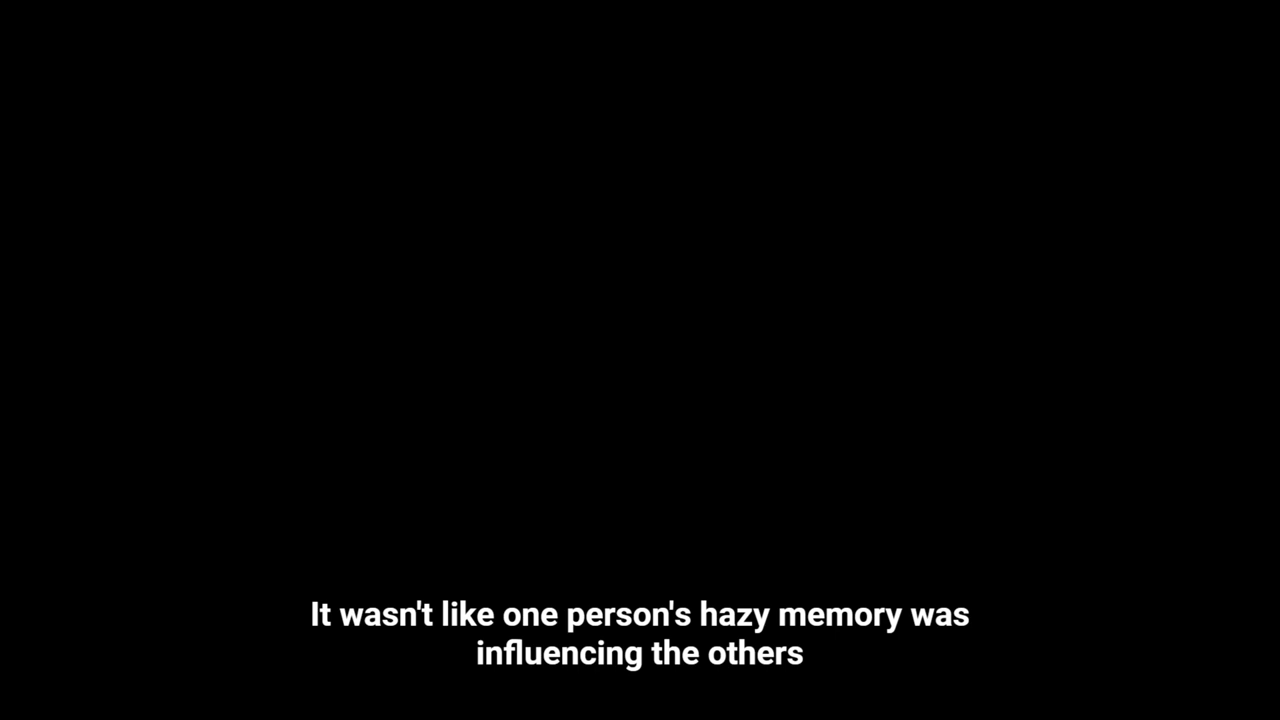 It wasn't like one person's hazy memory was
influencing the others